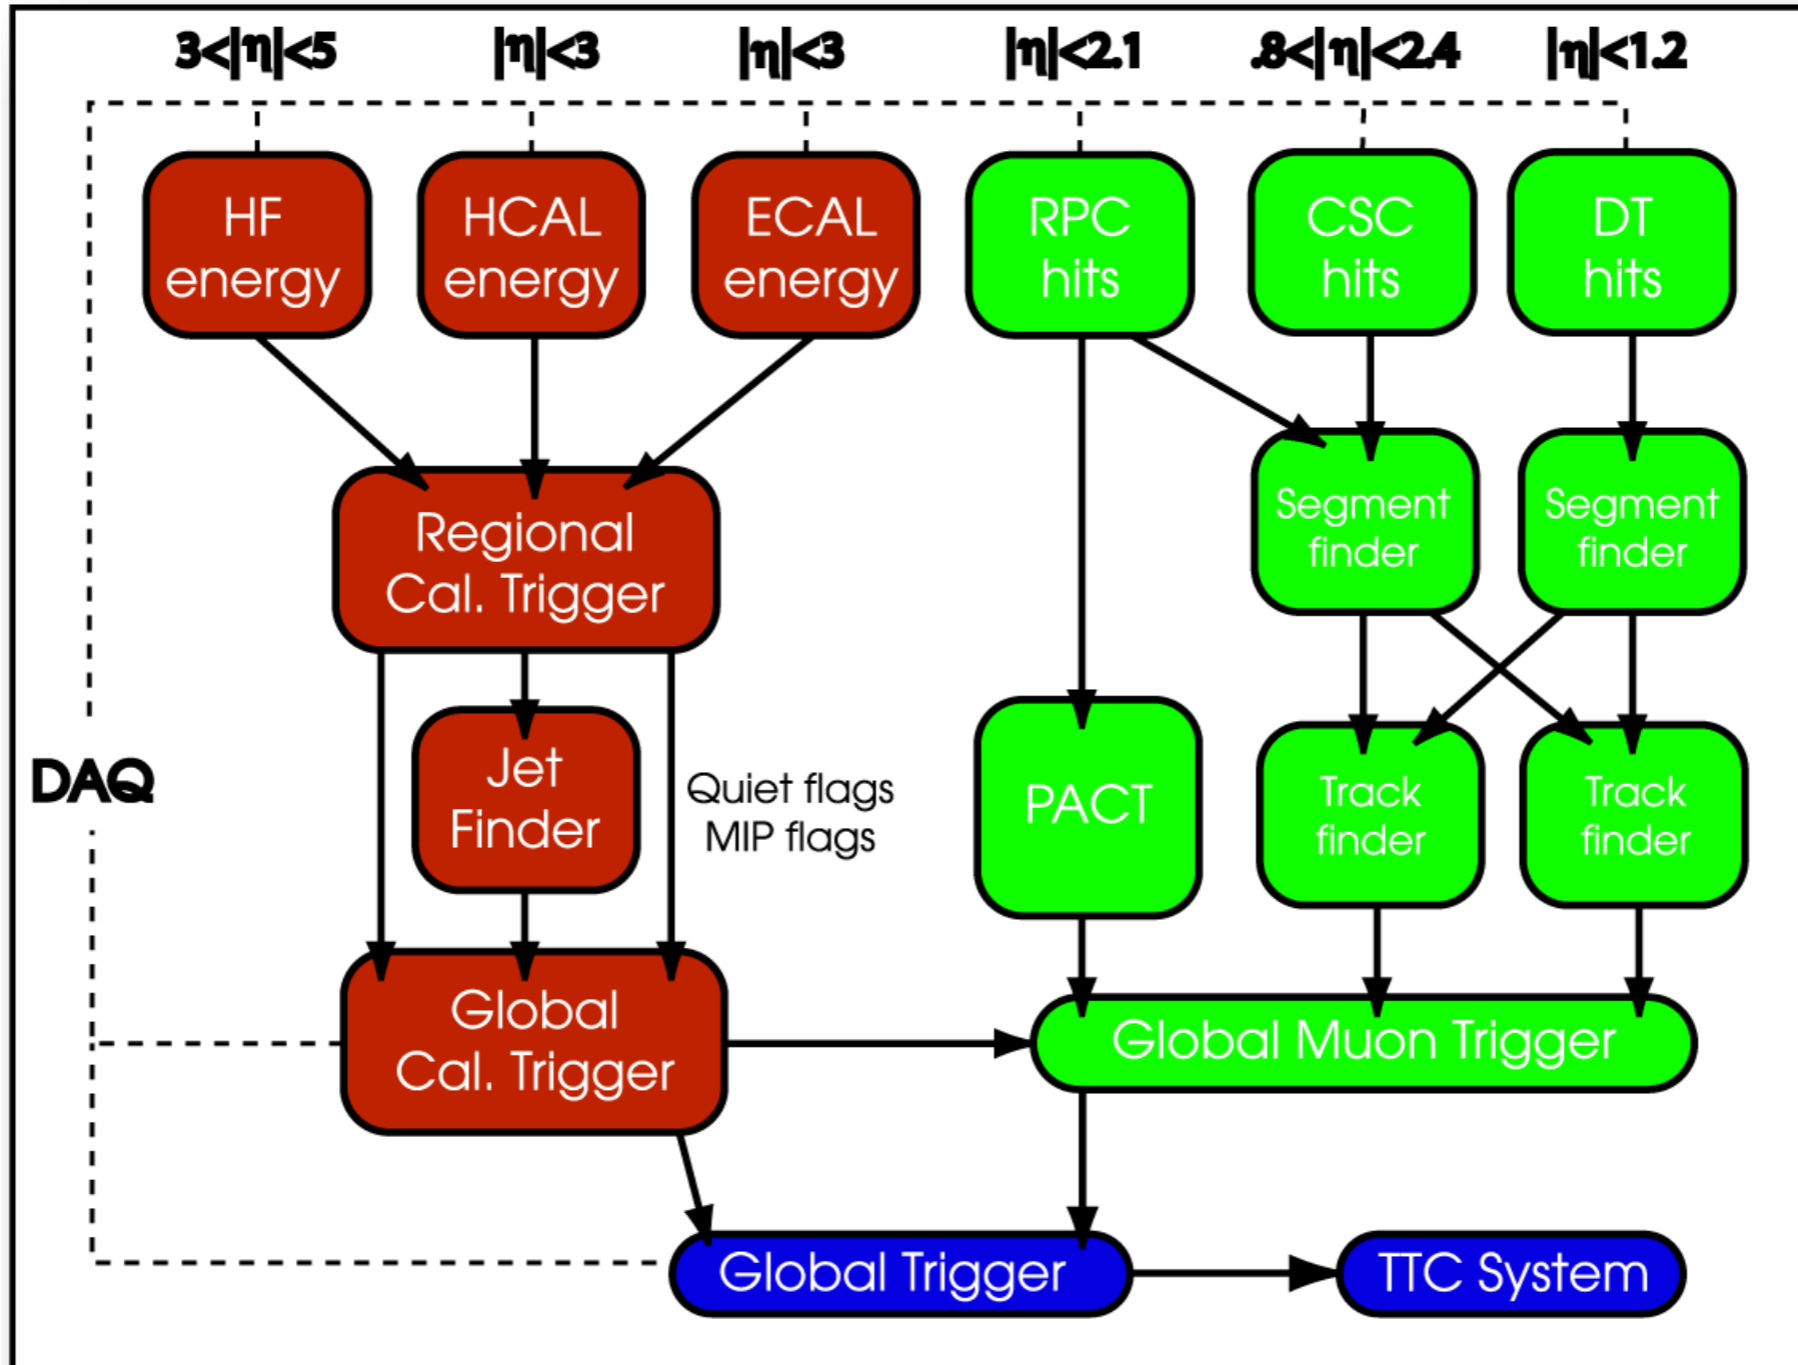 3<|η|<5
|η|<3
|η|<3
|η|<2.1
.8<|η|<2.4
|η|<1.2
HF
energy
HCAL
energy
ECAL
energy
RPC
hits
CSC
hits
DT
hits
Regional
Cal. Trigger
Segment
finder
Segment
finder
DAQ
Jet
Finder
Quiet flags
MIP flags
PACT
Track
finder
Track
finder
Global
Cal. Trigger
Global Muon Trigger
Global Trigger
TTC System